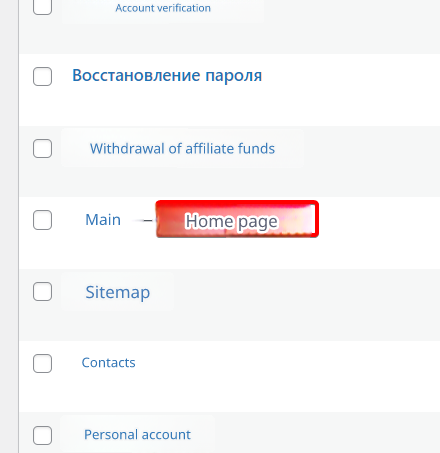 Account verification
Восстановление пароля
Withdrawal of affiliate funds
Main — Home page
Sitemap
Contacts
Personal account